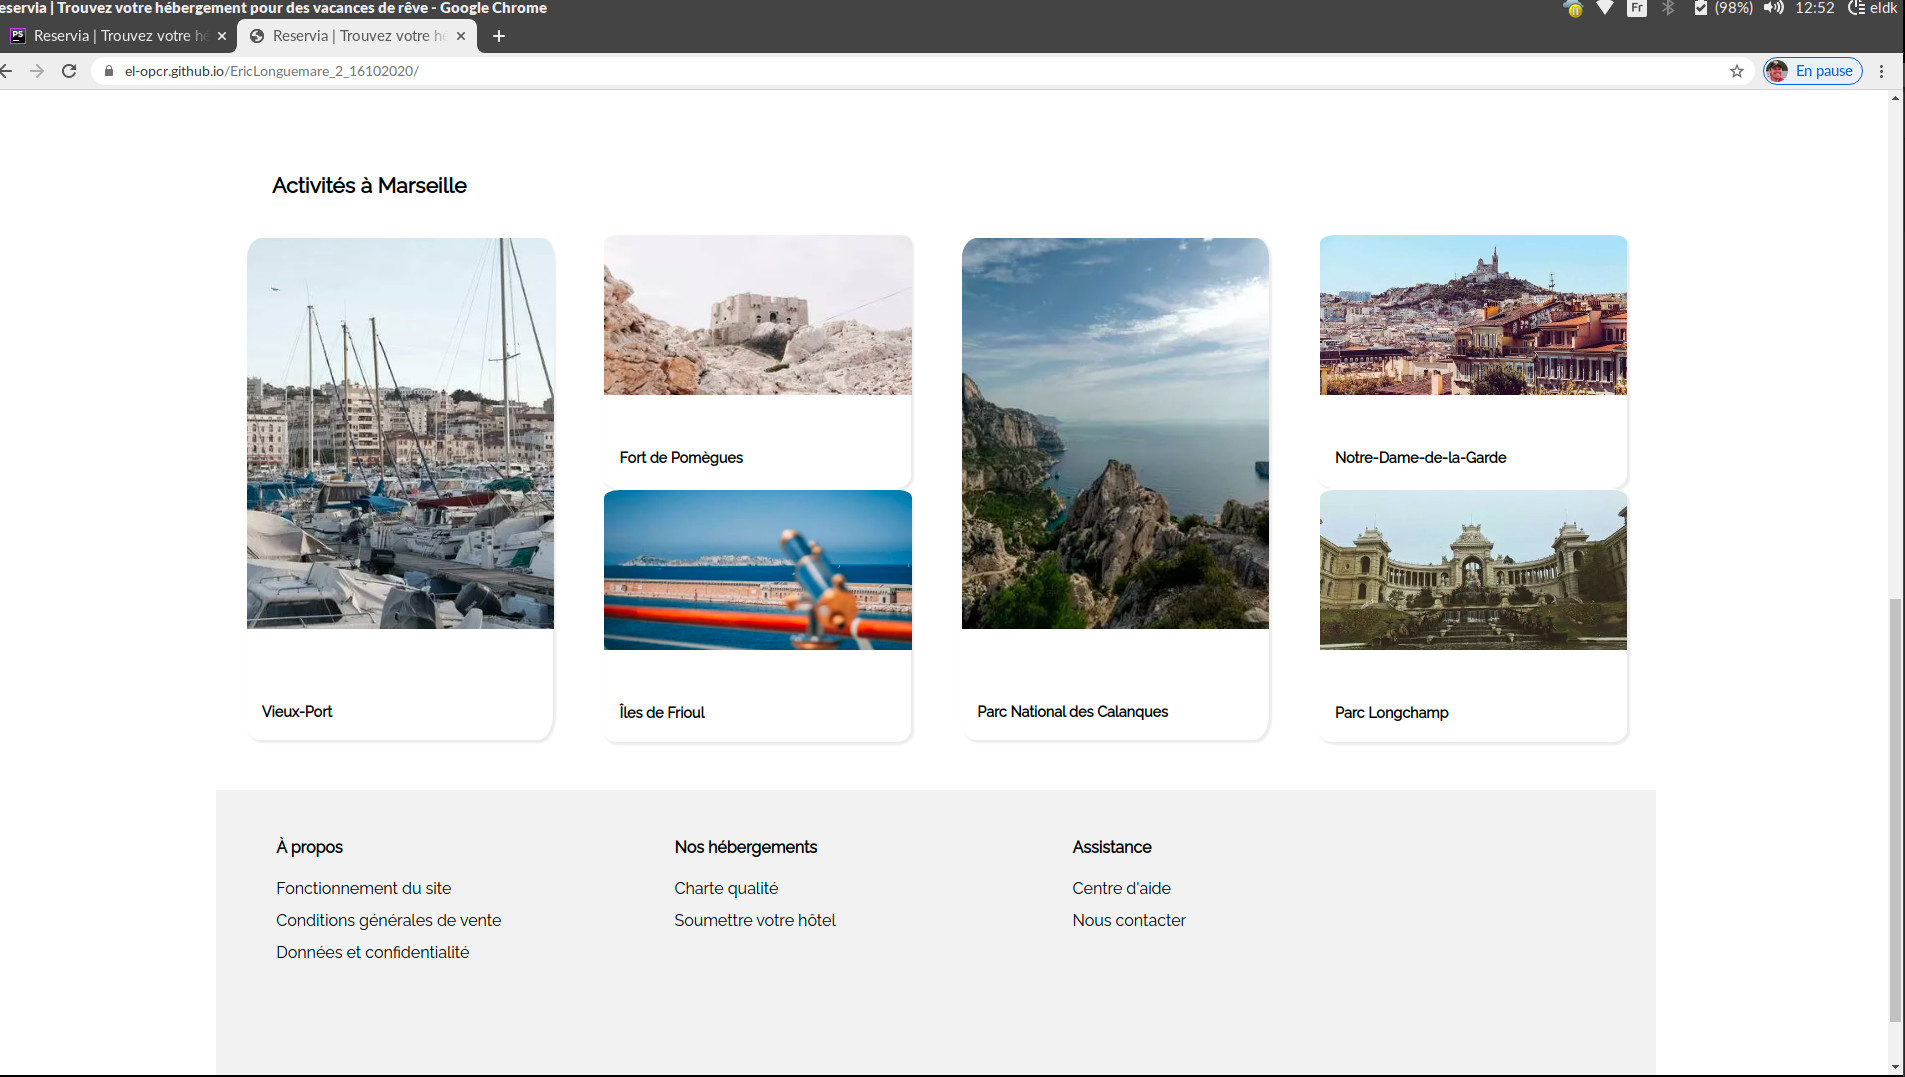 eservia | Trouvez votre hébergement pour des vacances de rêve - Google Chrome
Fr (98%) 12:52 eldk
PS Reservia | Trouvez votre hé
Reservia | Trouvez votre hé
el-opcr.github.io/EricLonguemare_2_16102020/
En pause
Activités à Marseille
Fort de Pomègues
Notre-Dame-de-la-Garde
Vieux-Port
Îles de Frioul
Parc National des Calanques
Parc Longchamp
À propos
Fonctionnement du site
Conditions générales de vente
Données et confidentialité
Nos hébergements
Charte qualité
Soumettre votre hôtel
Assistance
Centre d'aide
Nous contacter